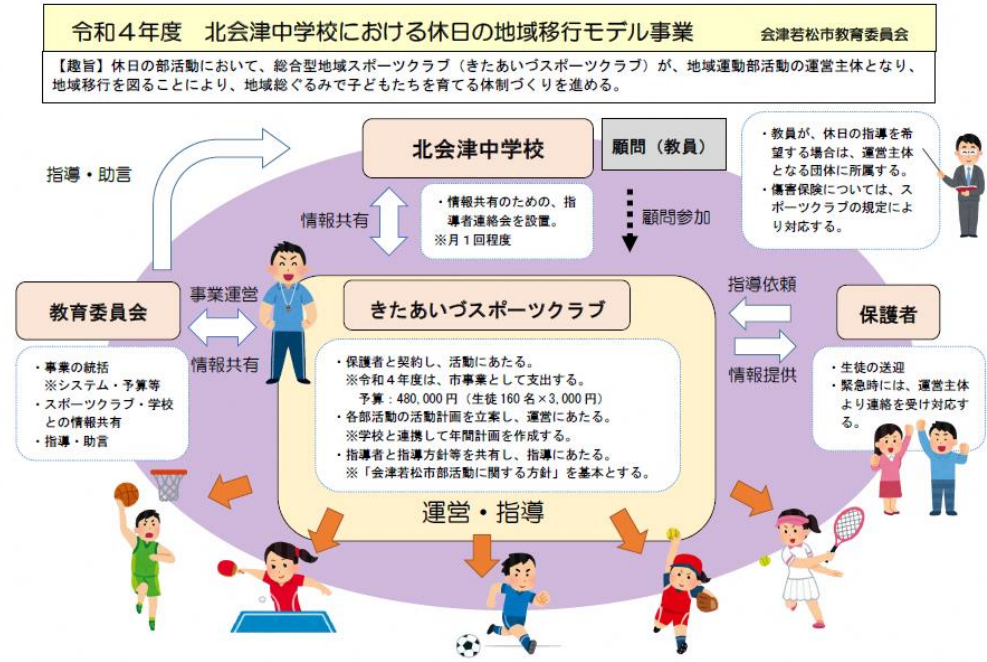 令和４年度　北会津中学校における休日の地域移行モデル事業
会津若松市教育委員会
【趣旨】休日の部活動において、総合型地域スポーツクラブ（きたあいづスポーツクラブ）が、地域運動部活動の運営主体となり、
地域移行を図ることにより、地域総ぐるみで子どもたちを育てる体制づくりを進める。
指導・助言
北会津中学校
顧問（教員）
・教員が、休日の指導を希
望する場合は、運営主体
となる団体に所属する。
・傷害保険については、ス
ポーツクラブの規定によ
り対応する。
情報共有
・情報共有のための、指
導者連絡会を設置。
※月１回程度
顧問参加
教育委員会
・事業の統括
※システム・予算等
・スポーツクラブ・学校
との情報共有
・指導・助言
事業運営
情報共有
きたあいづスポーツクラブ
・保護者と契約し、活動にあたる。
※令和４年度は、市事業として支出する。
予算：480,000円（生徒160名×3,000円）
・各部活動の活動計画を立案し、運営にあたる。
※学校と連携して年間計画を作成する。
・指導者と指導方針等を共有し、指導にあたる。
※「会津若松市部活動に関する方針」を基本とする。
運営・指導
指導依頼
情報提供
保護者
・生徒の送迎
・緊急時には、運営主体
より連絡を受け対応す
る。